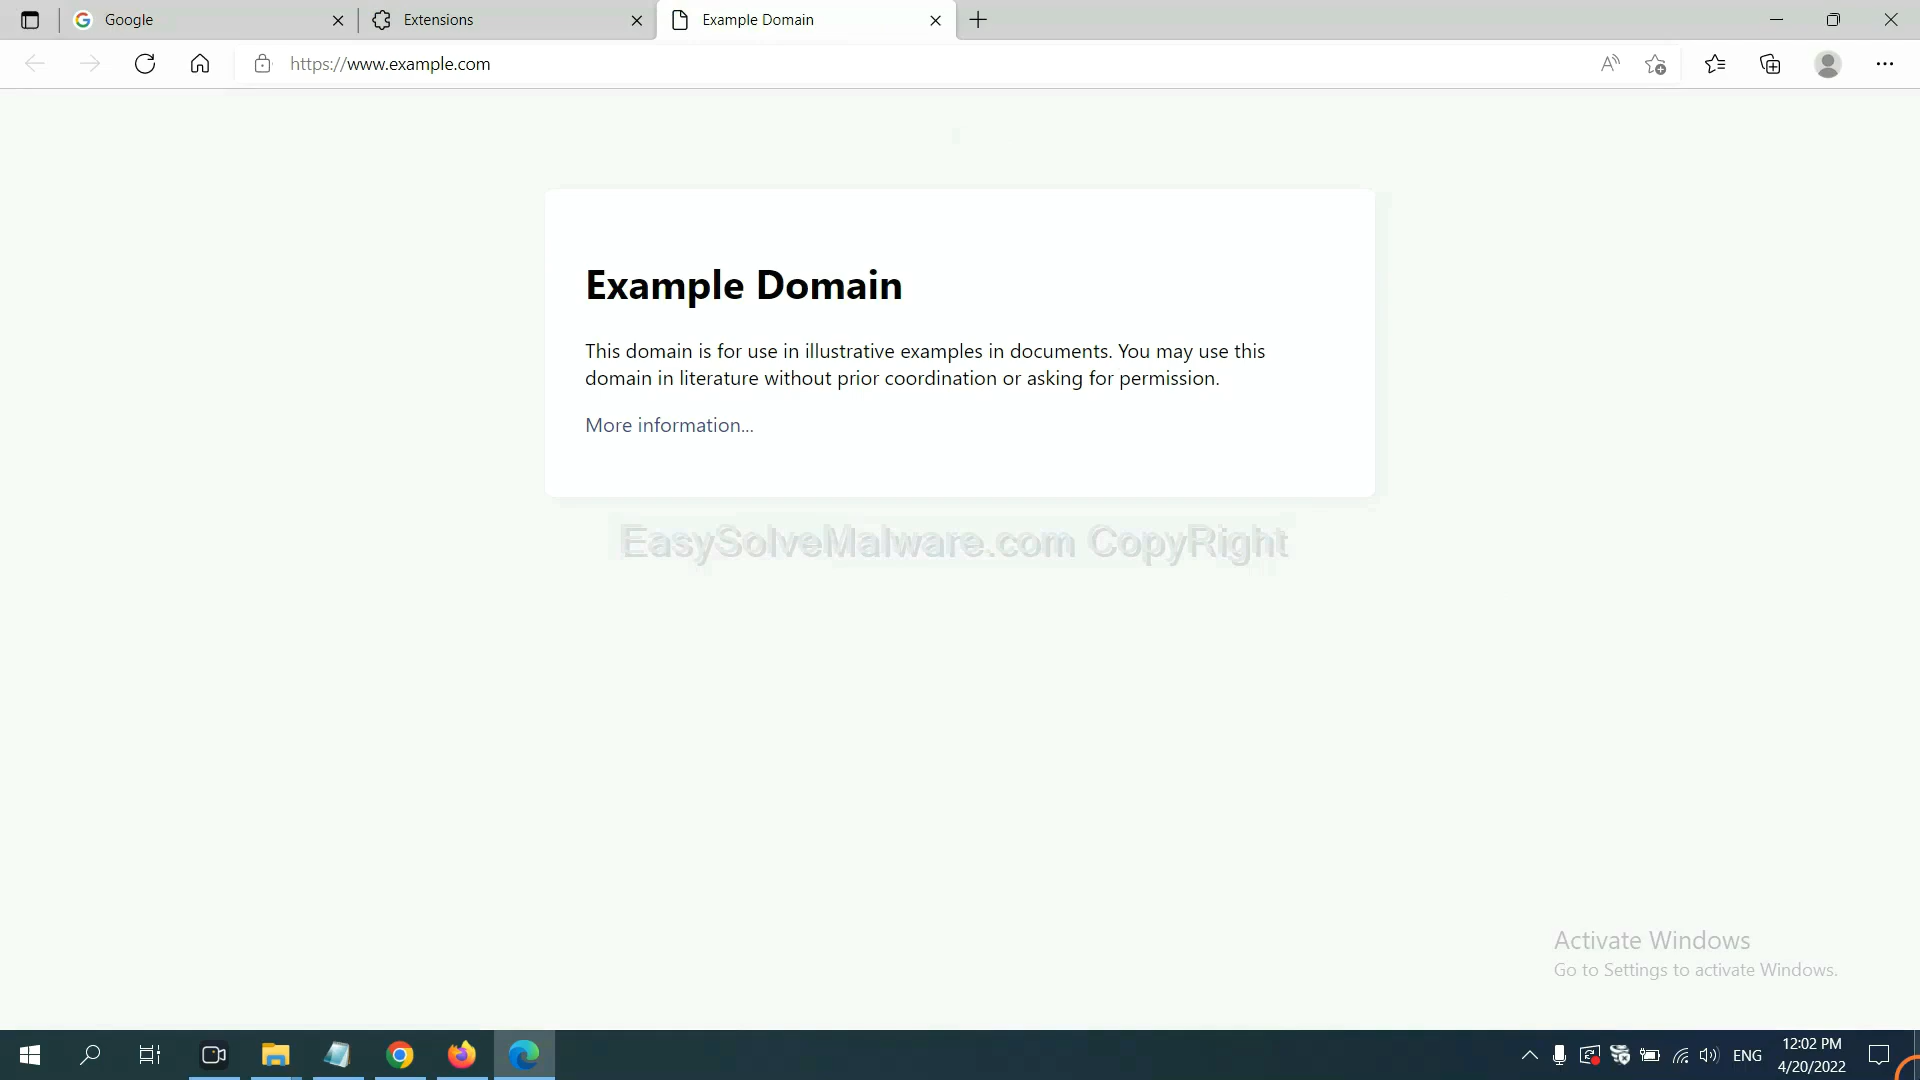 Google
Extensions
Example Domain
https://www.example.com
Example Domain
This domain is for use in illustrative examples in documents. You may use this
domain in literature without prior coordination or asking for permission.
More information...
EasySolveMalware.com CopyRight
Activate Windows
Go to Settings to activate Windows.
ENG
12:02 PM
4/20/2022